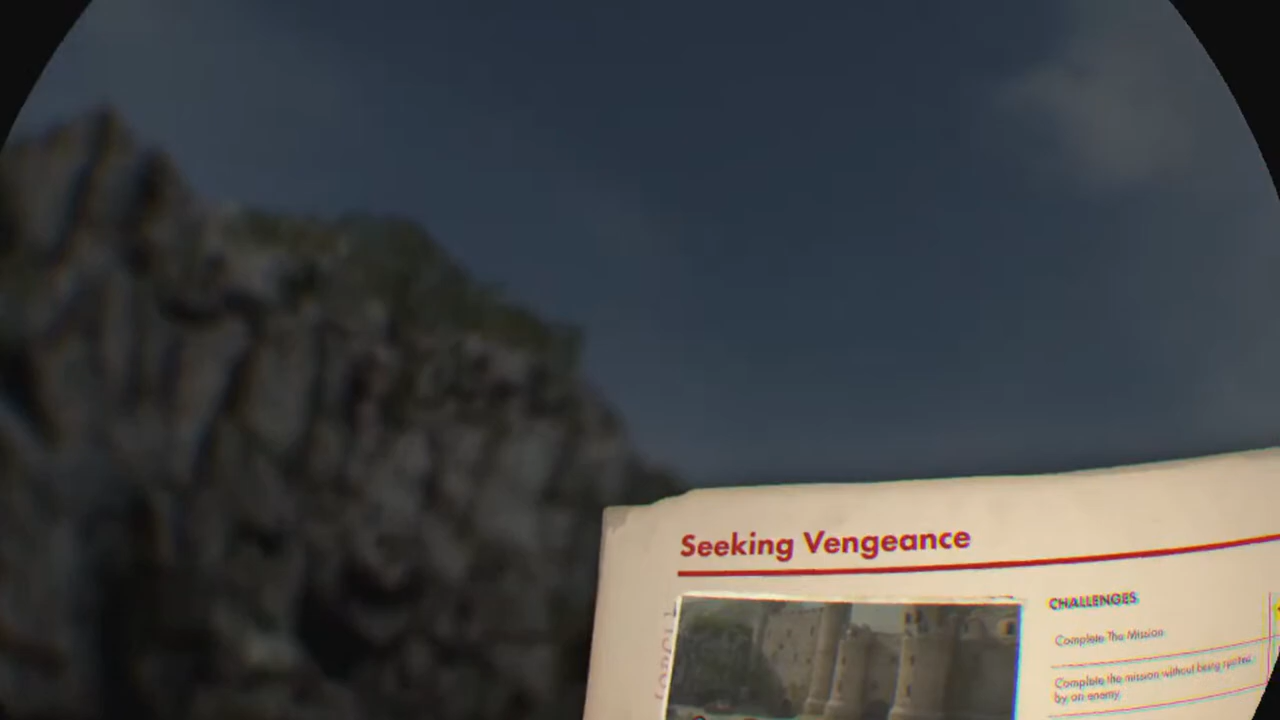 Seeking Vengeance
CHALLENGES
Complete The Mission
Complete the mission without being spotted
by an enemy.